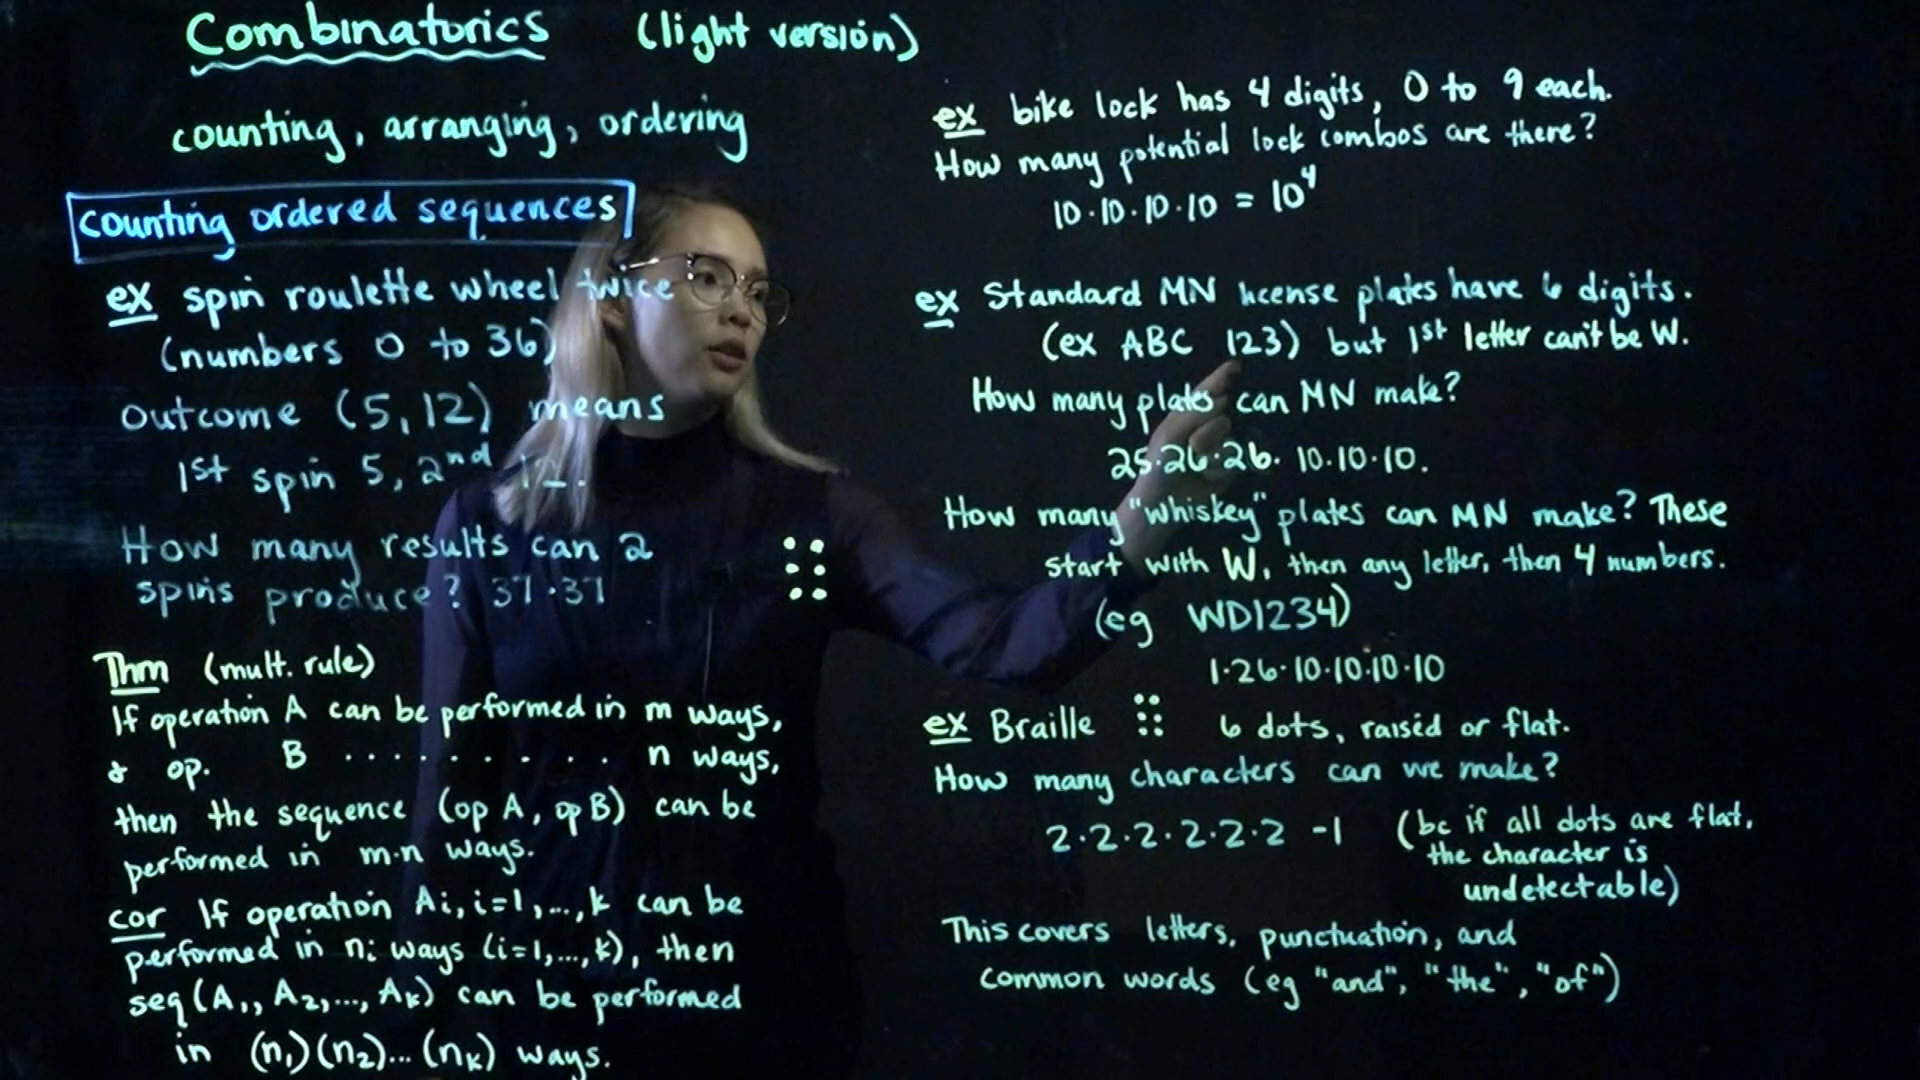 Combinatorics (light version)
counting, arranging, ordering
counting ordered sequences
ex spin roulette wheel twice
(numbers 0 to 36)
outcome (5,12) means
1st spin 5, 2nd 12.
How many results can 2
spins produce? 37·37
Thm (mult. rule)
If operation A can be performed in m ways,
& op. B . . . . . . . . . n ways,
then the sequence (op A, op B) can be
performed in m·n ways.
cor If operation Ai, i=1,...,k can be
performed in ni ways (i=1,...,k), then
seq (A1, A2,..., Ak) can be performed
in (n1)(n2)...(nk) ways.
ex bike lock has 4 digits, 0 to 9 each.
How many potential lock combos are there?
10·10·10·10 = 10⁴
ex Standard MN license plates have 6 digits.
(ex ABC 123) but 1st letter can't be W.
How many plates can MN make?
25·26·26·10·10·10.
How many "whiskey" plates can MN make? These
start with W, then any letter, then 4 numbers.
(eg WD1234)
1·26·10·10·10·10
ex Braille 6 dots, raised or flat.
How many characters can we make?
2·2·2·2·2·2 -1 (bc if all dots are flat,
the character is
undetectable)
This covers letters, punctuation, and
common words (eg "and", "the", "of")